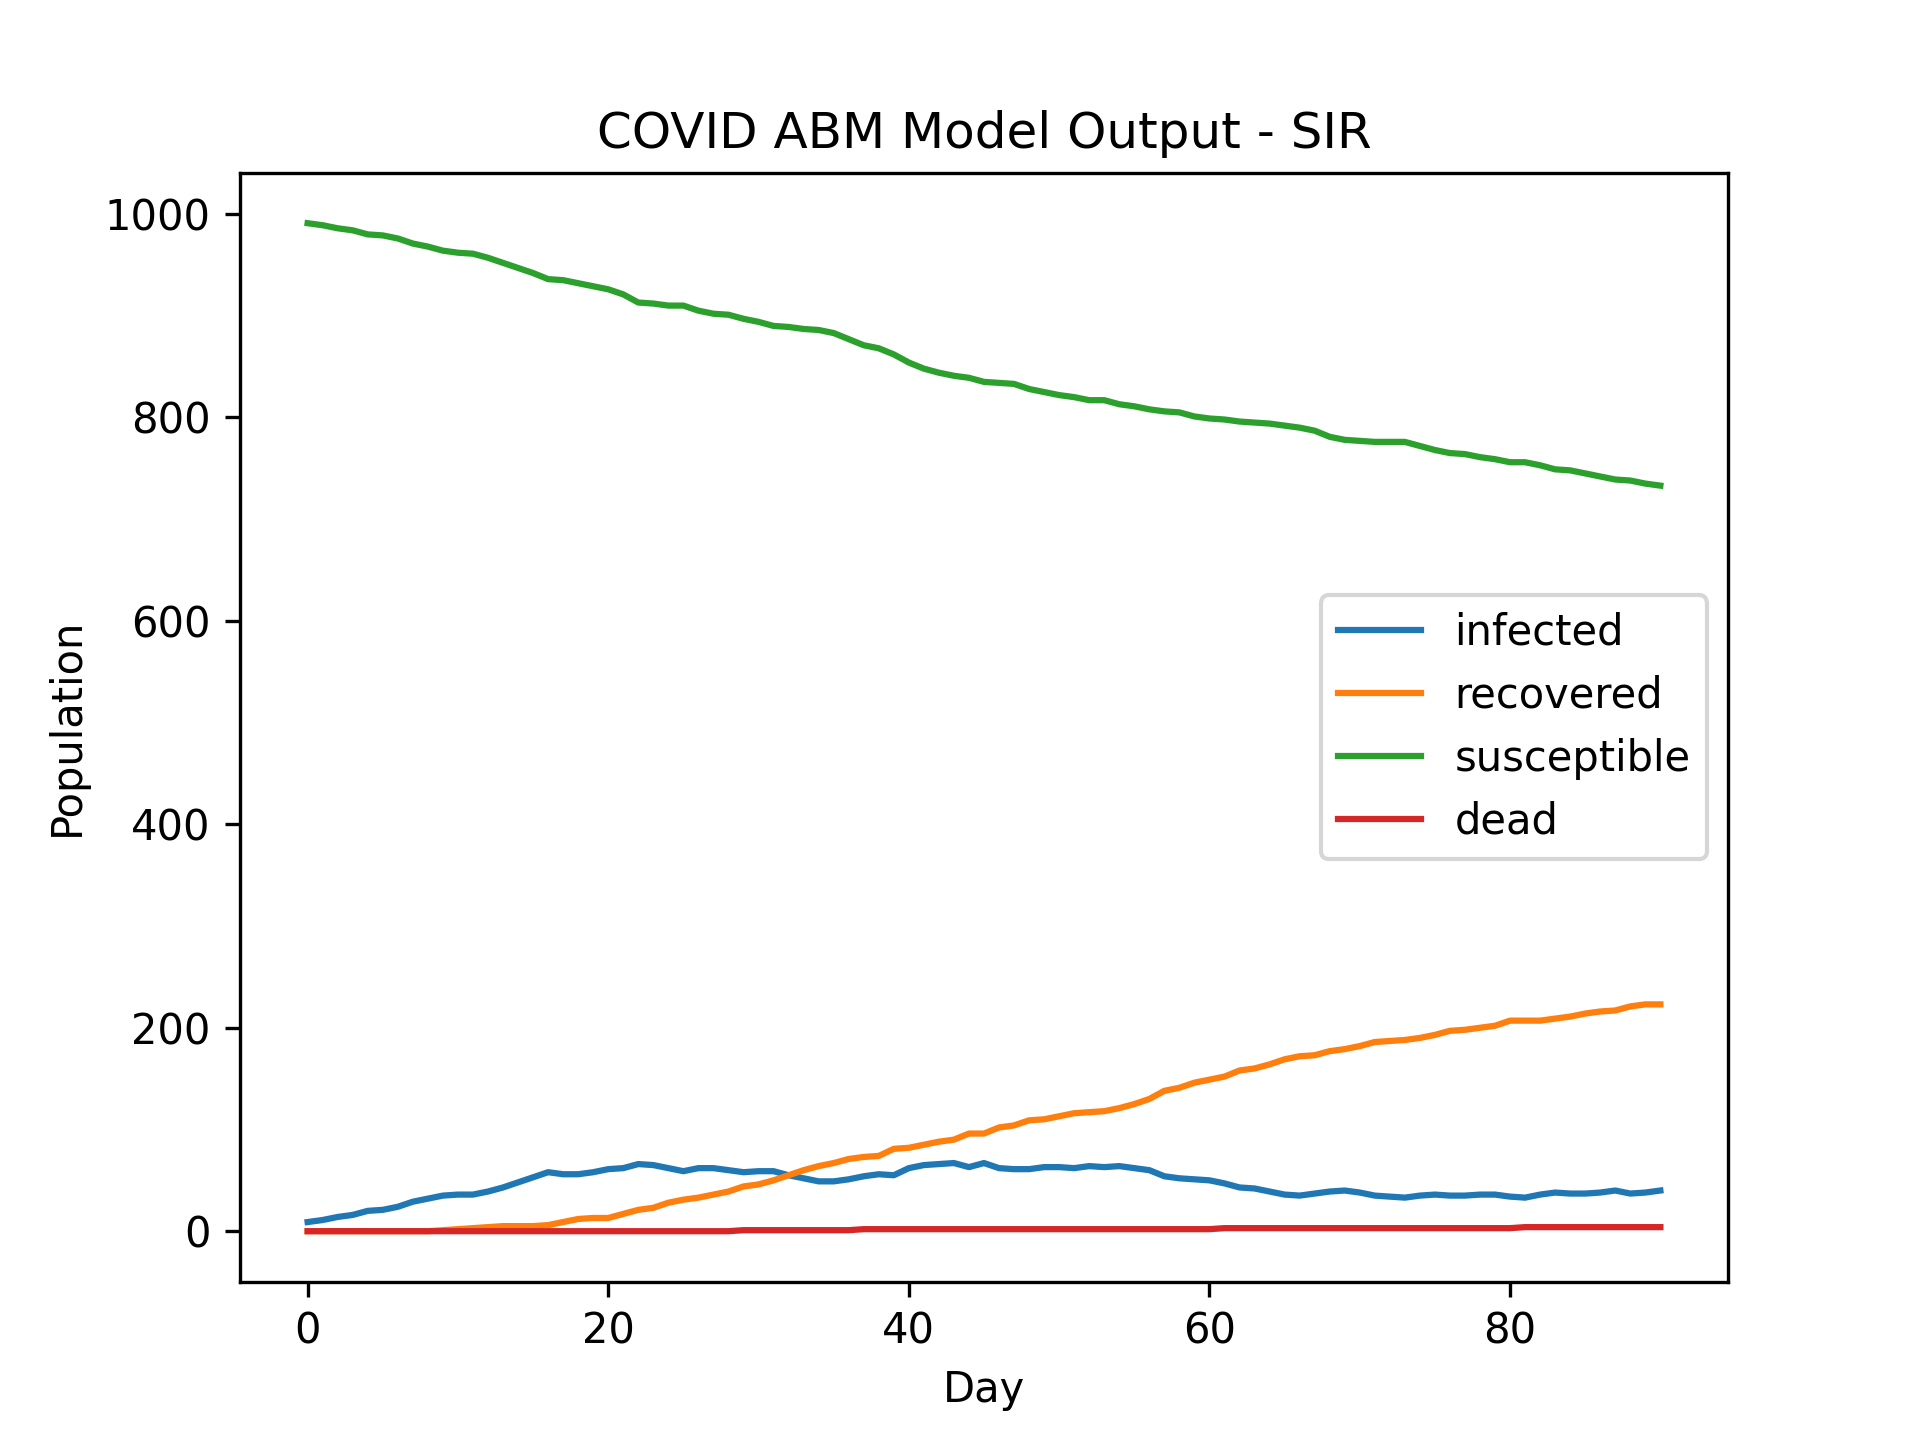 COVID ABM Model Output - SIR
1000
800
600
400
200
0
Population
infected
recovered
susceptible
dead
0 20 40 60 80
Day